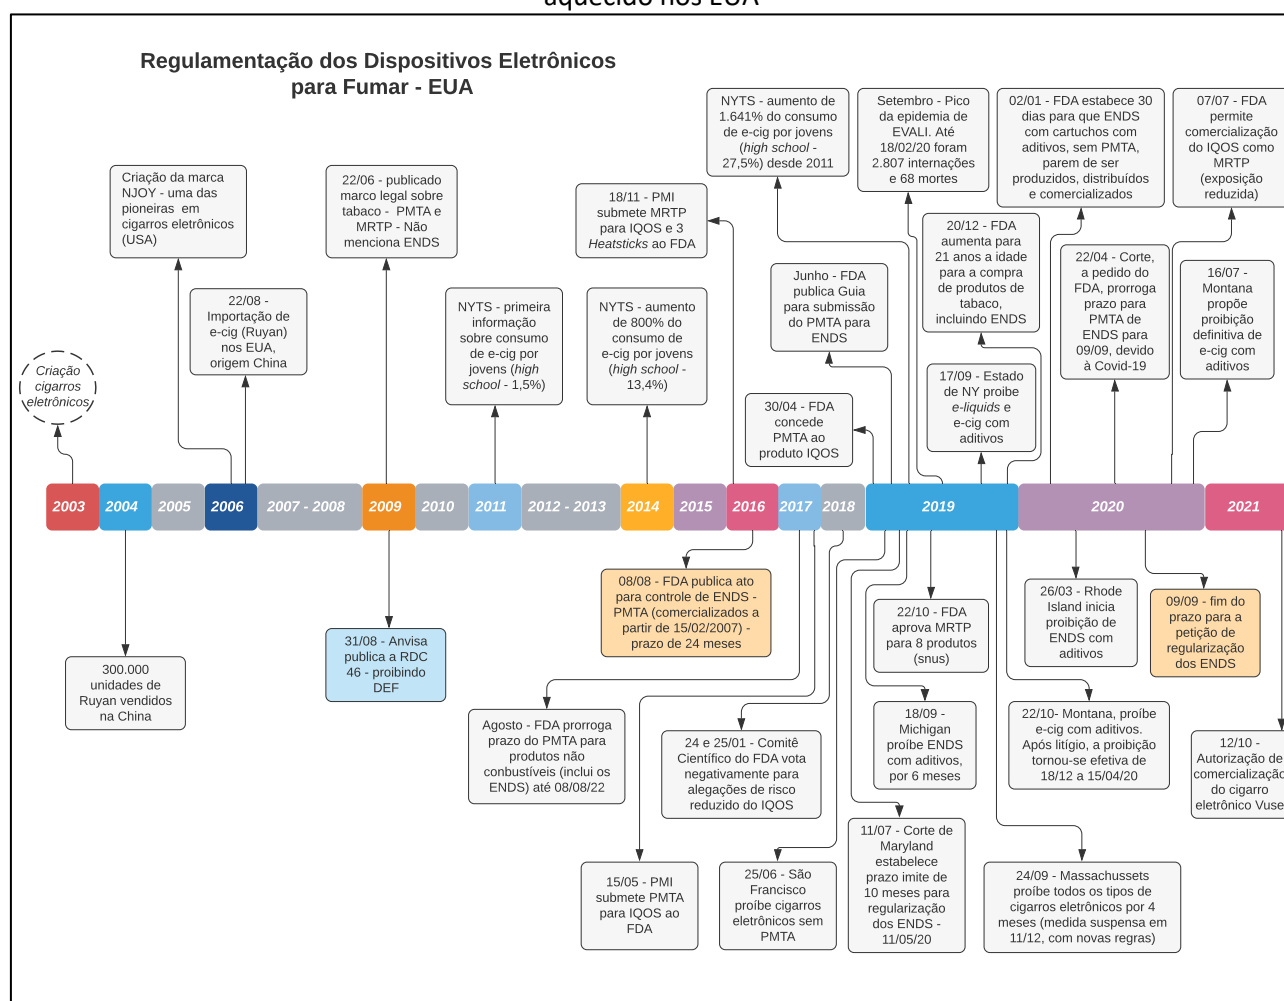 aquecido nos EUA
Regulamentação dos Dispositivos Eletrônicos
para Fumar - EUA
NYTS - aumento de
1.641% do consumo
de e-cig por jovens
(high school -
27,5%) desde 2011
Setembro - Pico
da epidemia de
EVALI. Até
18/02/20 foram
2.807 internações
e 68 mortes
02/01 - FDA estabece 30
dias para que ENDS
com cartuchos com
aditivos, sem PMTA,
parem de ser
produzidos, distribuídos
e comercializados
07/07 - FDA
permite
comercialização
do IQOS como
MRTP
(exposição
reduzida)
Criação da marca
NJOY - uma das
pioneiras em
cigarros eletrônicos
(USA)
22/06 - publicado
marco legal sobre
tabaco - PMTA e
MRTP - Não
menciona ENDS
18/11 - PMI
submete MRTP
para IQOS e 3
Heatsticks ao FDA
20/12 - FDA
aumenta para
21 anos a idade
para a compra
de produtos de
tabaco,
incluindo ENDS
22/04 - Corte,
a pedido do
FDA, prorroga
prazo para
PMTA de
ENDS para
09/09, devido
à Covid-19
16/07 -
Montana
propõe
proibição
definitiva de
e-cig com
aditivos
22/08 -
Importação de
e-cig (Ruyan)
nos EUA,
origem China
NYTS - primeira
informação
sobre consumo
de e-cig por
jovens (high
school - 1,5%)
NYTS - aumento
de 800% do
consumo de
e-cig por jovens
(high school -
13,4%)
Junho - FDA
publica Guia
para submissão
do PMTA para
ENDS
Criação
cigarros
eletrônicos
30/04 - FDA
concede
PMTA ao
produto IQOS
17/09 - Estado
de NY proibe
e-liquids e
e-cig com
aditivos
2003
2004
2005
2006
2007 - 2008
2009
2010
2011
2012 - 2013
2014
2015
2016
2017
2018
2019
2020
2021
300.000
unidades de
Ruyan vendidos
na China
31/08 - Anvisa
publica a RDC
46 - proibindo
DEF
08/08 - FDA publica ato
para controle de ENDS -
PMTA (comercializados a
partir de 15/02/2007) -
prazo de 24 meses
22/10 - FDA
aprova MRTP
para 8 produtos
(snus)
26/03 - Rhode
Island inicia
proibição de
ENDS com
aditivos
09/09 - fim do
prazo para a
petição de
regularização
dos ENDS
Agosto - FDA prorroga
prazo do PMTA para
produtos não
conbustíveis (inclui os
ENDS) até 08/08/22
24 e 25/01 - Comitê
Científico do FDA vota
negativamente para
alegações de risco
reduzido do IQOS
18/09 -
Michigan
proíbe ENDS
com aditivos,
por 6 meses
22/10- Montana, proíbe
e-cig com aditivos.
Após litígio, a proibição
tornou-se efetiva de
18/12 a 15/04/20
12/10 -
Autorização de
comercialização
do cigarro
eletrônico Vuse
15/05 - PMI
submete PMTA
para IQOS ao
FDA
25/06 - São
Francisco
proíbe cigarros
eletrônicos sem
PMTA
11/07 - Corte de
Maryland
estabelece
prazo imite de
10 meses para
regularização
dos ENDS -
11/05/20
24/09 - Massachussets
proíbe todos os tipos de
cigarros eletrônicos por 4
meses (medida suspensa em
11/12, com novas regras)